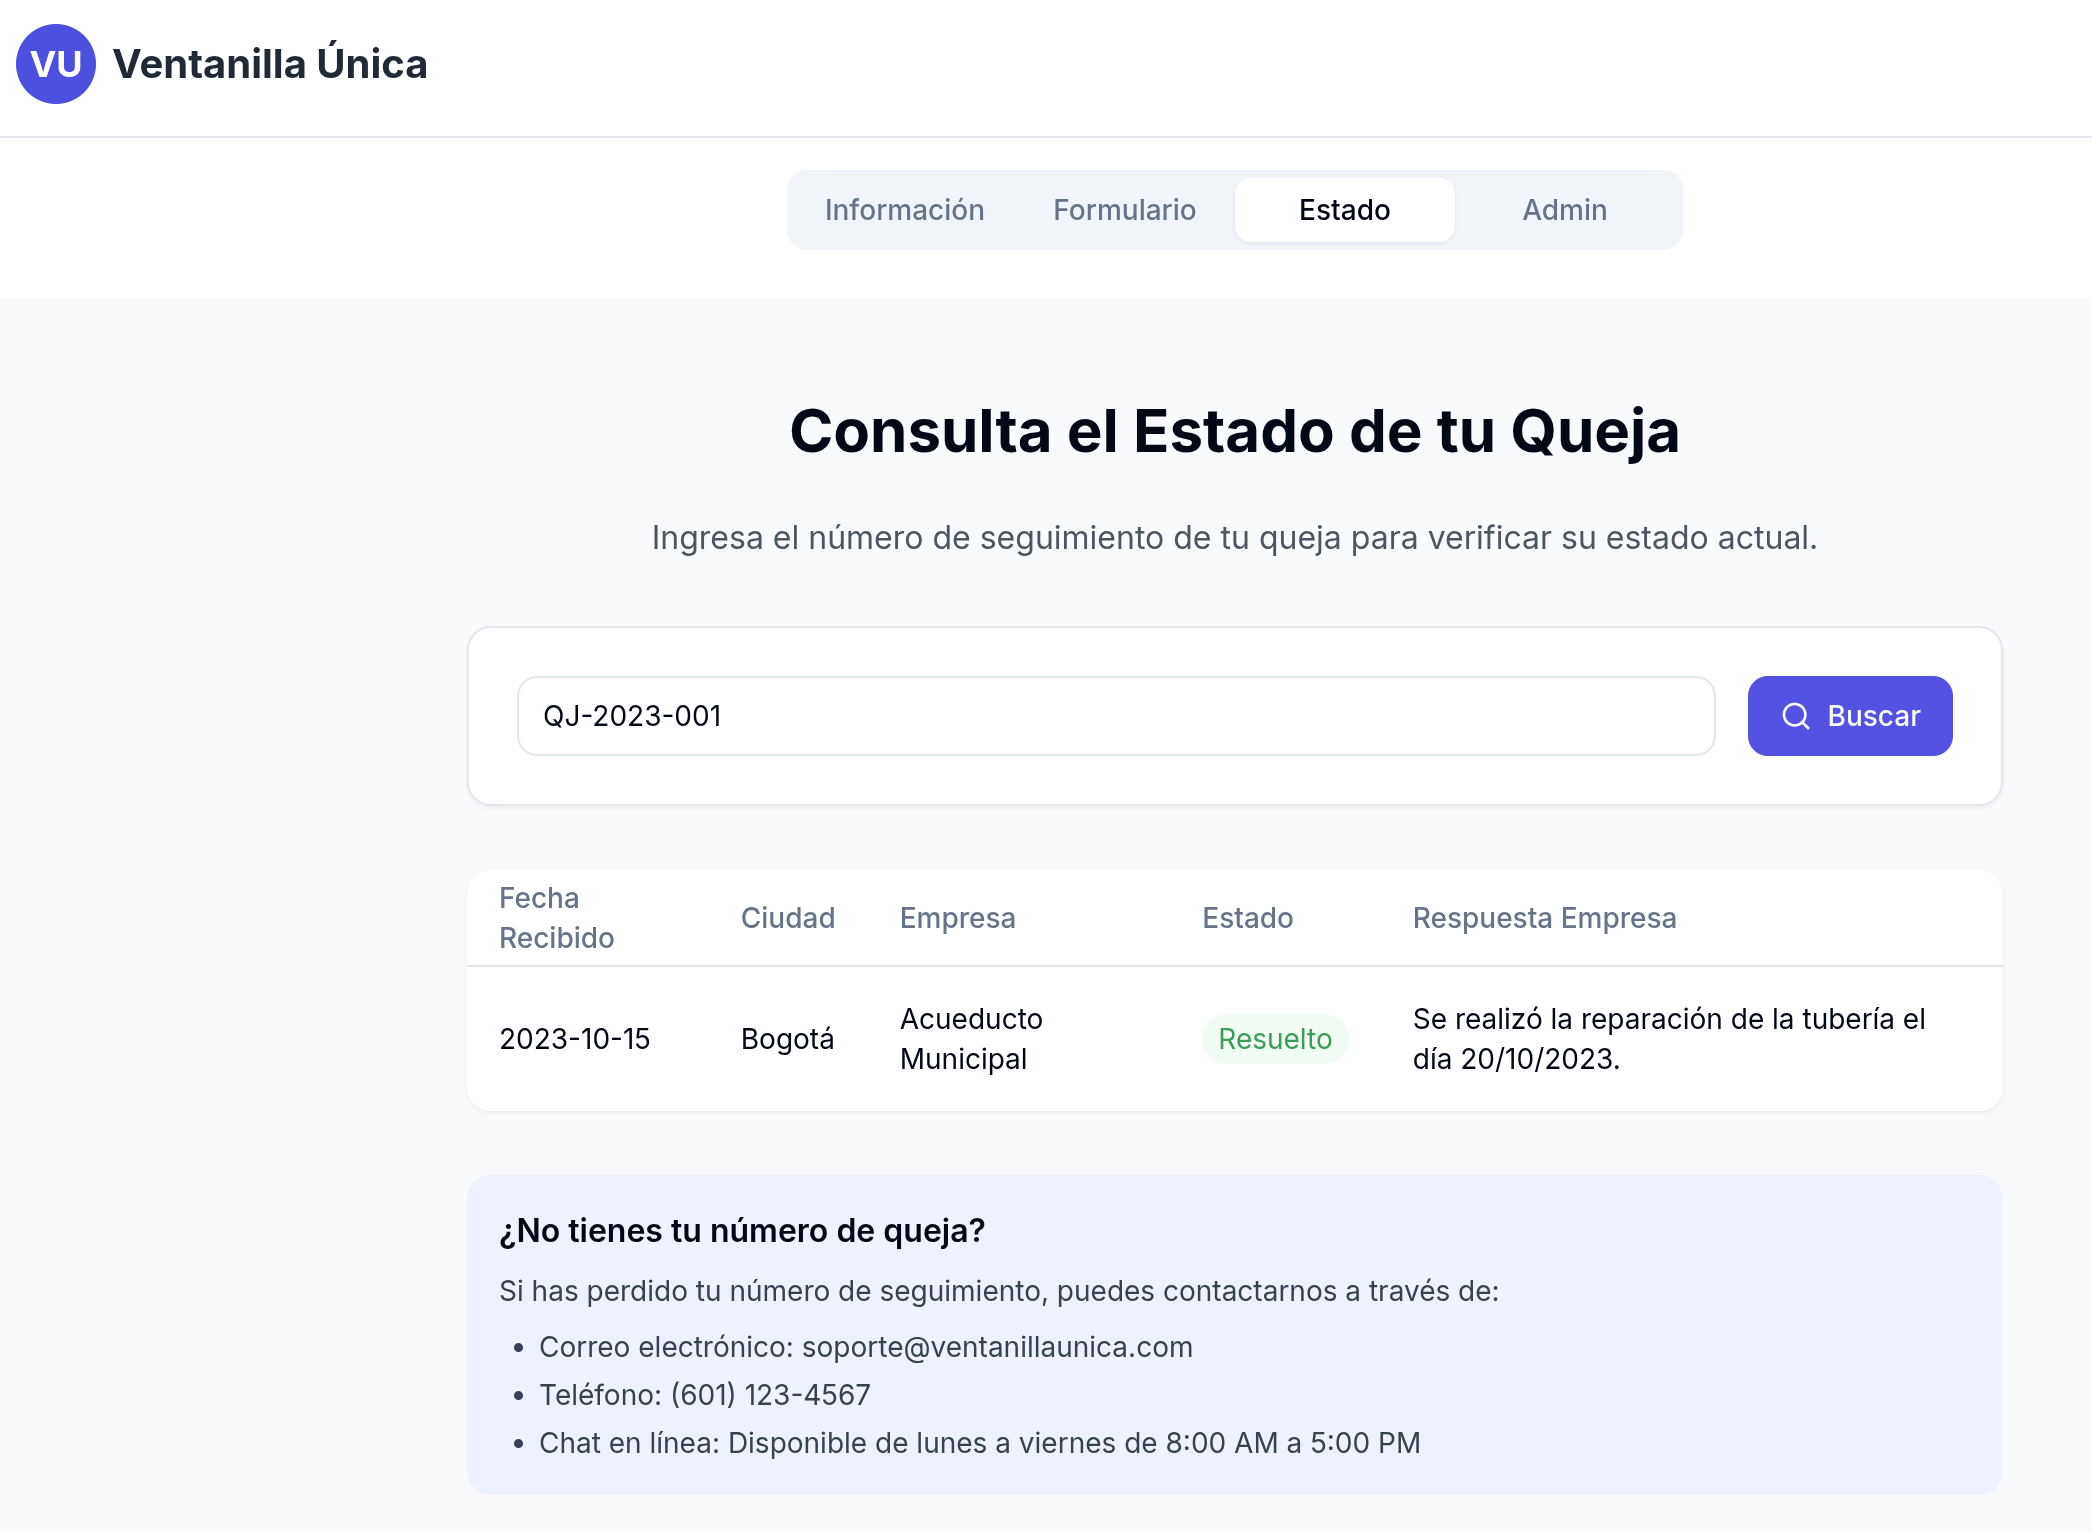 VU Ventanilla Única
Información Formulario Estado Admin
Consulta el Estado de tu Queja
Ingresa el número de seguimiento de tu queja para verificar su estado actual.
QJ-2023-001
Buscar
Fecha
Recibido
Ciudad
Empresa
Estado
Respuesta Empresa
2023-10-15
Bogotá
Acueducto
Municipal
Resuelto
Se realizó la reparación de la tubería el
día 20/10/2023.
¿No tienes tu número de queja?
Si has perdido tu número de seguimiento, puedes contactarnos a través de:
• Correo electrónico: soporte@ventanillaunica.com
• Teléfono: (601) 123-4567
• Chat en línea: Disponible de lunes a viernes de 8:00 AM a 5:00 PM